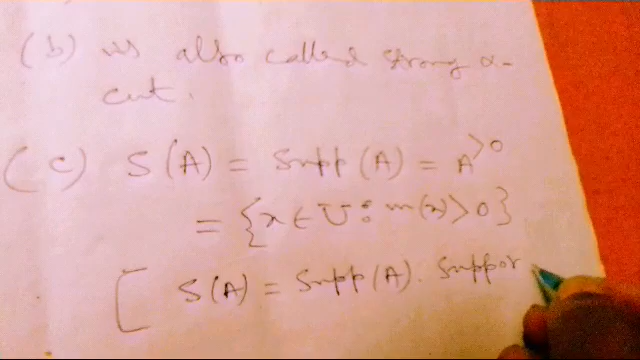 (b) is also called strong α-
cut.
(c) S(A) = Supp(A) = A>0
= {x ∈ U : m(x) > 0}
[ S(A) = Supp(A). Suppor